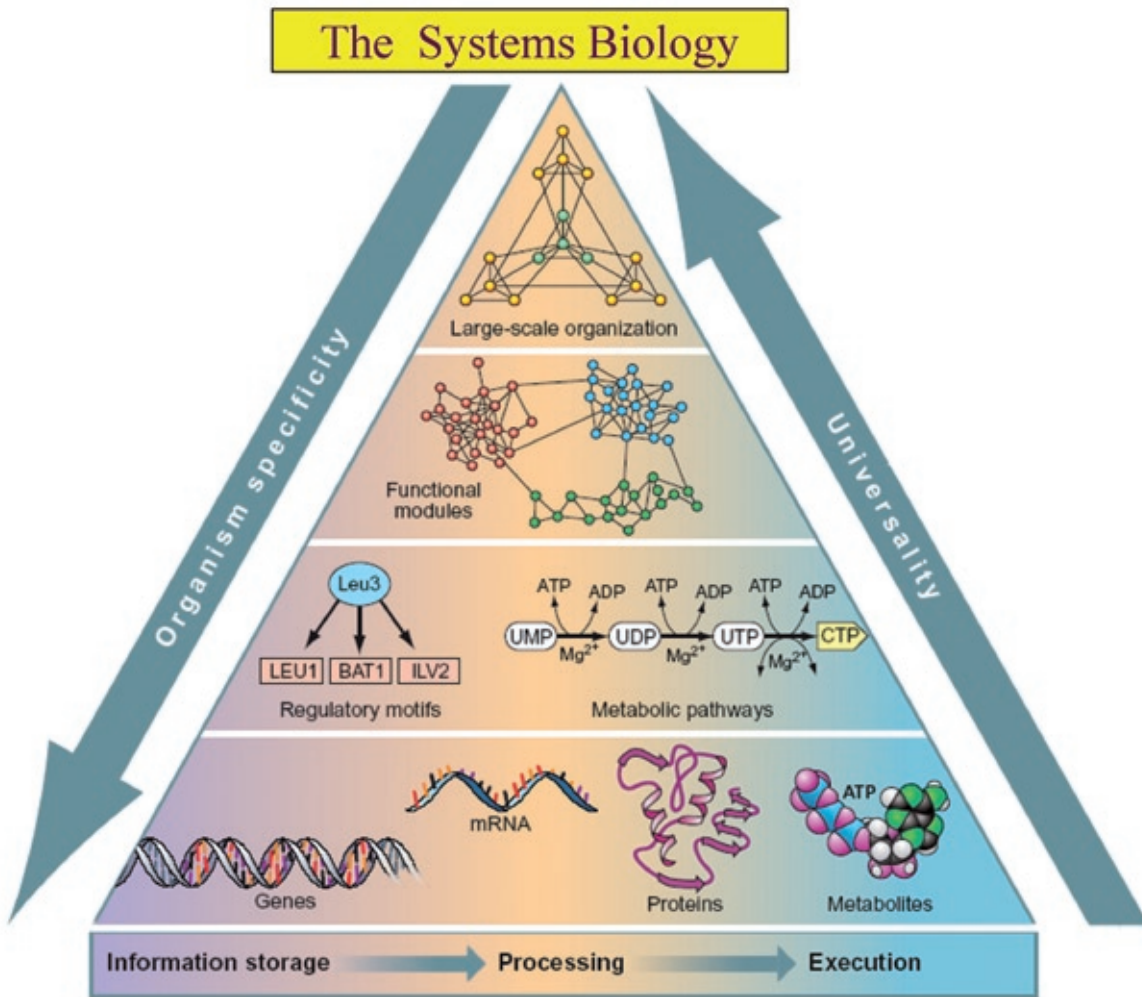 The Systems Biology
Organism specificity
Universality
Large-scale organization
Functional
modules
Leu3
LEU1 BAT1 ILV2
Regulatory motifs
ATP ADP ATP ADP ATP ADP
UMP UDP UTP CTP
Mg2+ Mg2+ Mg2+
Metabolic pathways
mRNA
ATP
Genes
Proteins
Metabolites
Information storage Processing Execution